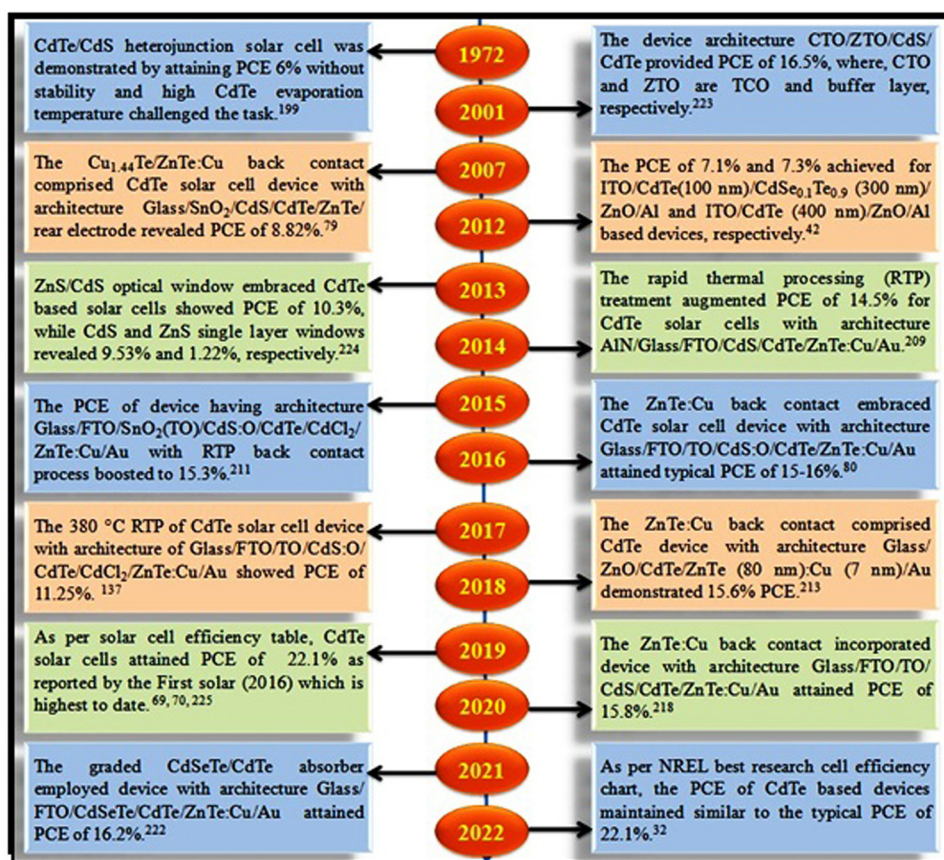 1972
CdTe/CdS heterojunction solar cell was
demonstrated by attaining PCE 6% without
stability and high CdTe evaporation
temperature challenged the task.199
2001
The device architecture CTO/ZTO/CdS/
CdTe provided PCE of 16.5%, where, CTO
and ZTO are TCO and buffer layer,
respectively.223
2007
The Cu1.44Te/ZnTe:Cu back contact
comprised CdTe solar cell device with
architecture Glass/SnO2/CdS/CdTe/ZnTe/
rear electrode revealed PCE of 8.82%.79
2012
The PCE of 7.1% and 7.3% achieved for
ITO/CdTe(100 nm)/CdSe0.1Te0.9 (300 nm)/
ZnO/Al and ITO/CdTe (400 nm)/ZnO/Al
based devices, respectively.42
2013
ZnS/CdS optical window embraced CdTe
based solar cells showed PCE of 10.3%,
while CdS and ZnS single layer windows
revealed 9.53% and 1.22%, respectively.224
2014
The rapid thermal processing (RTP)
treatment augmented PCE of 14.5% for
CdTe solar cells with architecture
AlN/Glass/FTO/CdS/CdTe/ZnTe:Cu/Au.209
2015
The PCE of device having architecture
Glass/FTO/SnO2(TO)/CdS:O/CdTe/CdCl2/
ZnTe:Cu/Au with RTP back contact
process boosted to 15.3%.211
2016
The ZnTe:Cu back contact embraced
CdTe solar cell device with architecture
Glass/FTO/TO/CdS:O/CdTe/ZnTe:Cu/Au
attained typical PCE of 15-16%.80
2017
The 380 °C RTP of CdTe solar cell device
with architecture of Glass/FTO/TO/CdS:O/
CdTe/CdCl2/ZnTe:Cu/Au showed PCE of
11.25%. 137
2018
The ZnTe:Cu back contact comprised
CdTe device with architecture Glass/
ZnO/CdTe/ZnTe (80 nm):Cu (7 nm)/Au
demonstrated 15.6% PCE.213
2019
As per solar cell efficiency table, CdTe
solar cells attained PCE of 22.1% as
reported by the First solar (2016) which is
highest to date. 69, 70, 225
2020
The ZnTe:Cu back contact incorporated
device with architecture Glass/FTO/TO/
CdS/CdTe/ZnTe:Cu/Au attained PCE of
15.8%.218
2021
The graded CdSeTe/CdTe absorber
employed device with architecture Glass/
FTO/CdSeTe/CdTe/ZnTe:Cu/Au attained
PCE of 16.2%.222
2022
As per NREL best research cell efficiency
chart, the PCE of CdTe based devices
maintained similar to the typical PCE of
22.1%.32